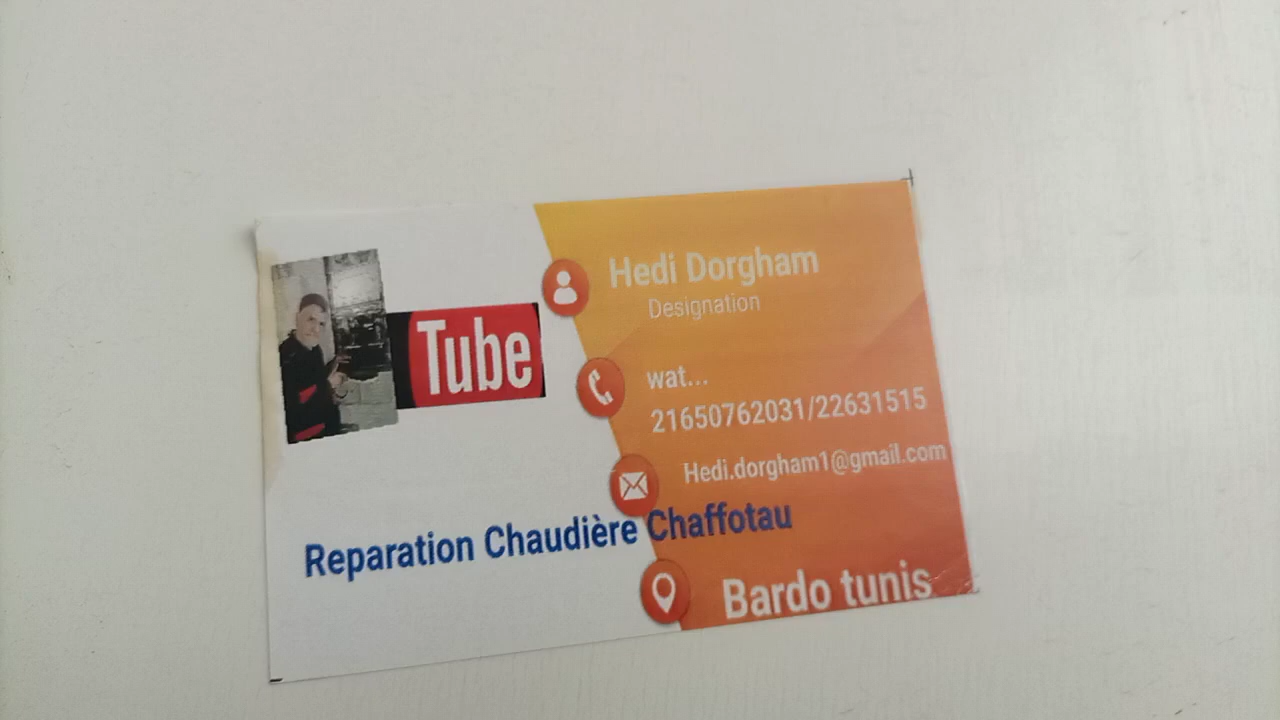 Hedi Dorgham
Designation
Tube
wat...
21650762031/22631515
Hedi.dorgham1@gmail.com
Reparation Chaudière Chaffotau
Bardo tunis